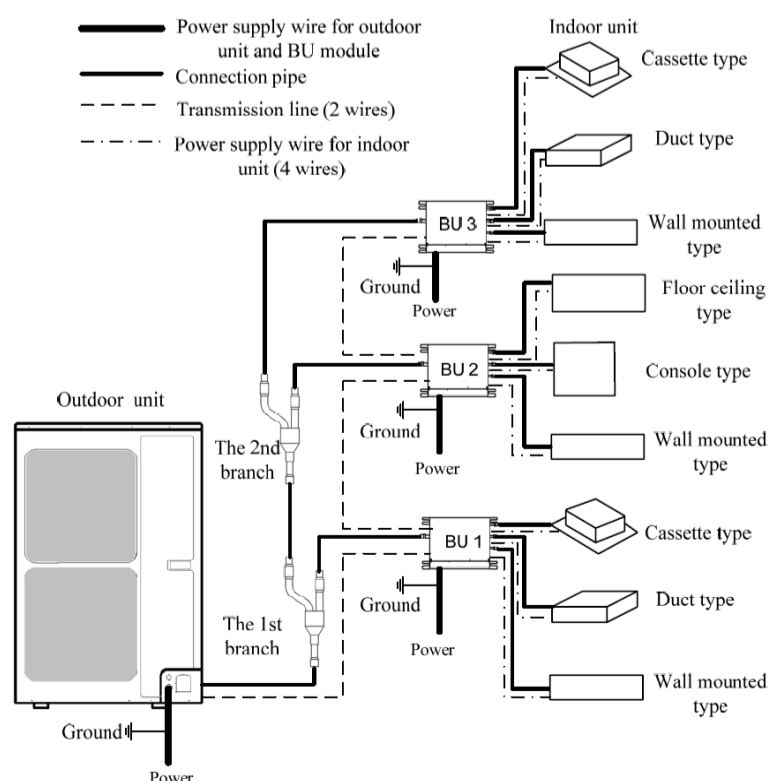 Power supply wire for outdoor
unit and BU module
Connection pipe
Transmission line (2 wires)
Power supply wire for indoor
unit (4 wires)
Indoor unit
Cassette type
Duct type
BU 3
Wall mounted
type
Ground
Power
Floor ceiling
type
BU 2
Console type
Ground
Power
Wall mounted
type
Outdoor unit
The 2nd
branch
BU 1
Cassette type
Ground
Power
Duct type
The 1st
branch
Wall mounted
type
Ground
Power